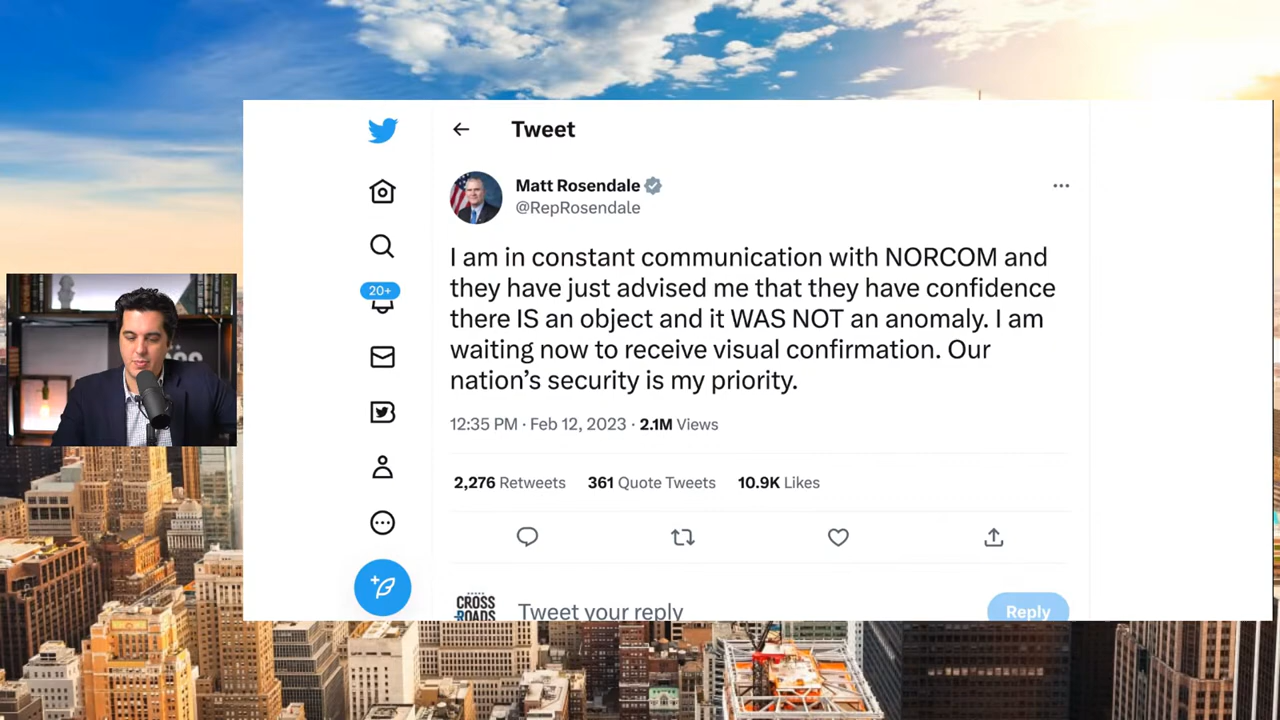 Tweet
Matt Rosendale
@RepRosendale
I am in constant communication with NORCOM and
they have just advised me that they have confidence
there IS an object and it WAS NOT an anomaly. I am
waiting now to receive visual confirmation. Our
nation’s security is my priority.
12:35 PM · Feb 12, 2023 · 2.1M Views
2,276 Retweets 361 Quote Tweets 10.9K Likes
20+
CROSS
ROADS
Tweet your reply
Reply